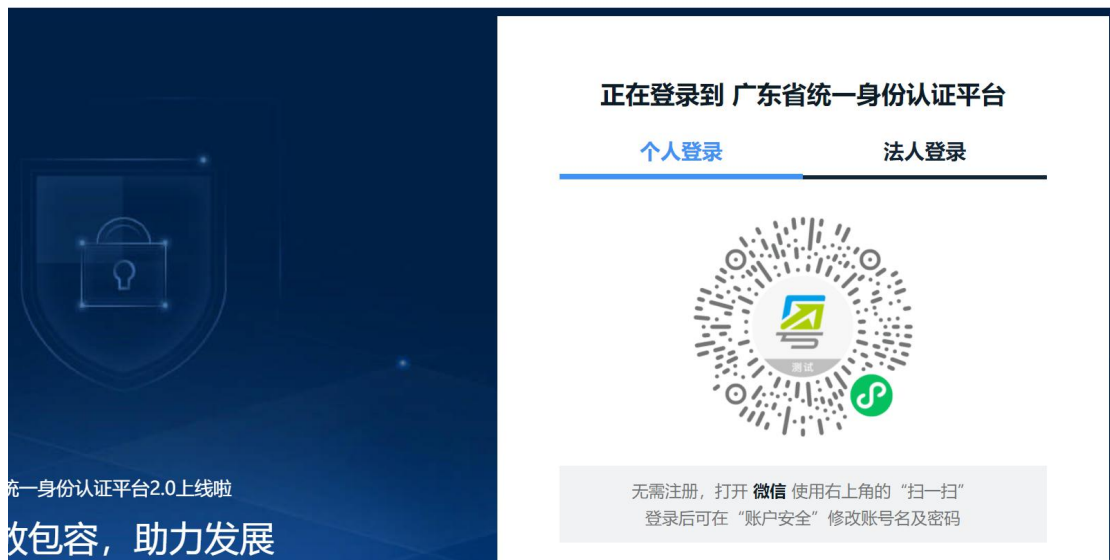 正在登录到 广东省统一身份认证平台
个人登录
法人登录
测试
无需注册，打开 微信 使用右上角的“扫一扫”
登录后可在“账户安全”修改账号名及密码
统一身份认证平台2.0上线啦
放包容，助力发展